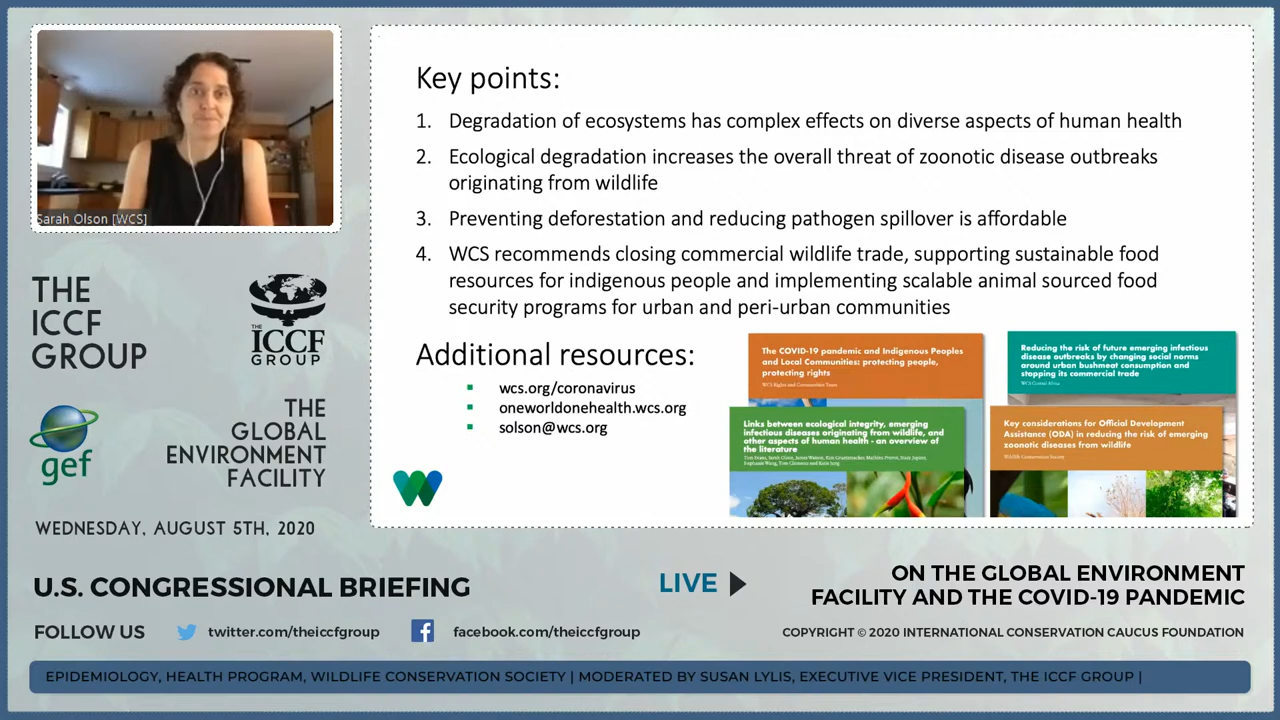 Sarah Olson [WCS]
THE
ICCF
GROUP
THE
ICCF
GROUP
gef
THE
GLOBAL
ENVIRONMENT
FACILITY
WEDNESDAY, AUGUST 5TH, 2020
Key points:
1. Degradation of ecosystems has complex effects on diverse aspects of human health
2. Ecological degradation increases the overall threat of zoonotic disease outbreaks
originating from wildlife
3. Preventing deforestation and reducing pathogen spillover is affordable
4. WCS recommends closing commercial wildlife trade, supporting sustainable food
resources for indigenous people and implementing scalable animal sourced food
security programs for urban and peri-urban communities
Additional resources:
wcs.org/coronavirus
oneworldonehealth.wcs.org
solson@wcs.org
The COVID-19 pandemic and Indigenous Peoples
and Local Communities: protecting people,
protecting rights
Reducing the risk of future emerging infectious
disease outbreaks by changing social norms
around urban bushmeat consumption and
stopping its commercial trade
WCS Central Africa
Links between ecological integrity, emerging
infectious diseases originating from wildlife, and
other aspects of human health - an overview of
the literature
Key considerations for Official Development
Assistance (ODA) in reducing the risk of emerging
zoonotic diseases from wildlife
U.S. CONGRESSIONAL BRIEFING
LIVE
ON THE GLOBAL ENVIRONMENT
FACILITY AND THE COVID-19 PANDEMIC
FOLLOW US twitter.com/theiccfgroup facebook.com/theiccfgroup
COPYRIGHT © 2020 INTERNATIONAL CONSERVATION CAUCUS FOUNDATION
EPIDEMIOLOGY, HEALTH PROGRAM, WILDLIFE CONSERVATION SOCIETY | MODERATED BY SUSAN LYLIS, EXECUTIVE VICE PRESIDENT, THE ICCF GROUP |